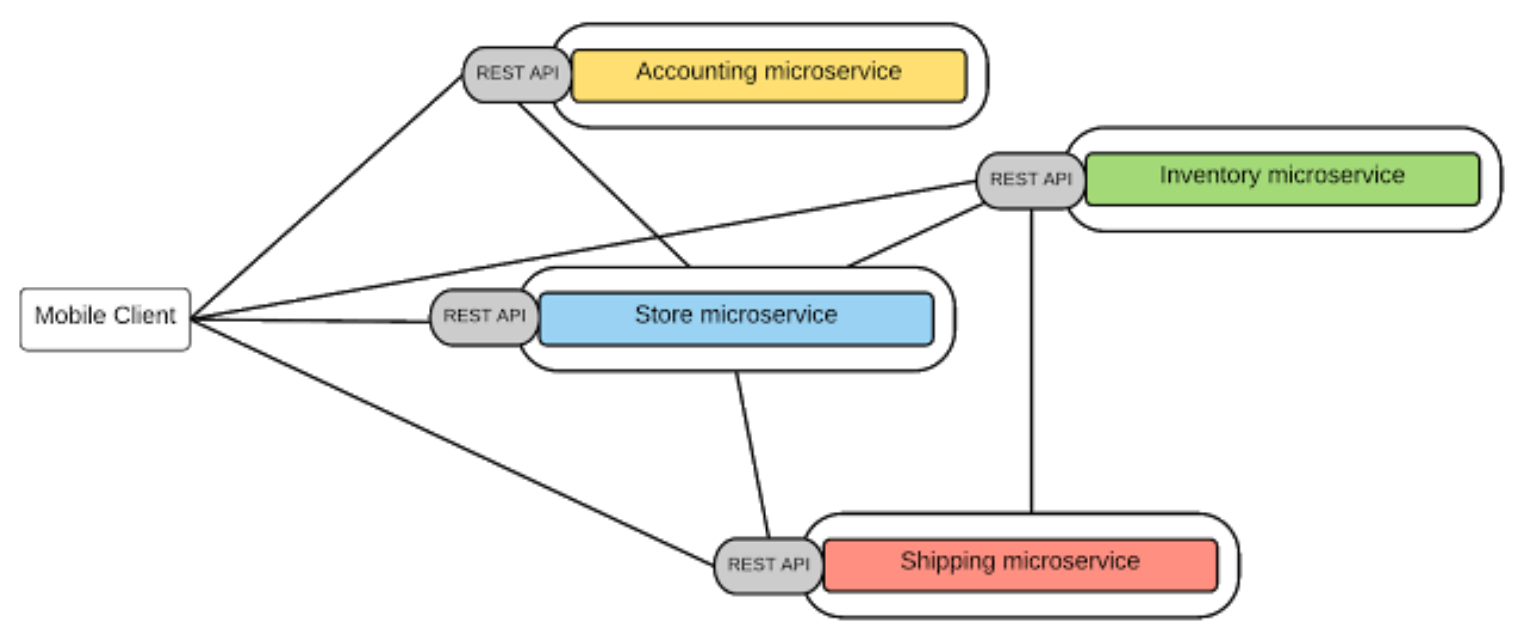 REST API
Accounting microservice
REST API
Inventory microservice
Mobile Client
REST API
Store microservice
REST API
Shipping microservice